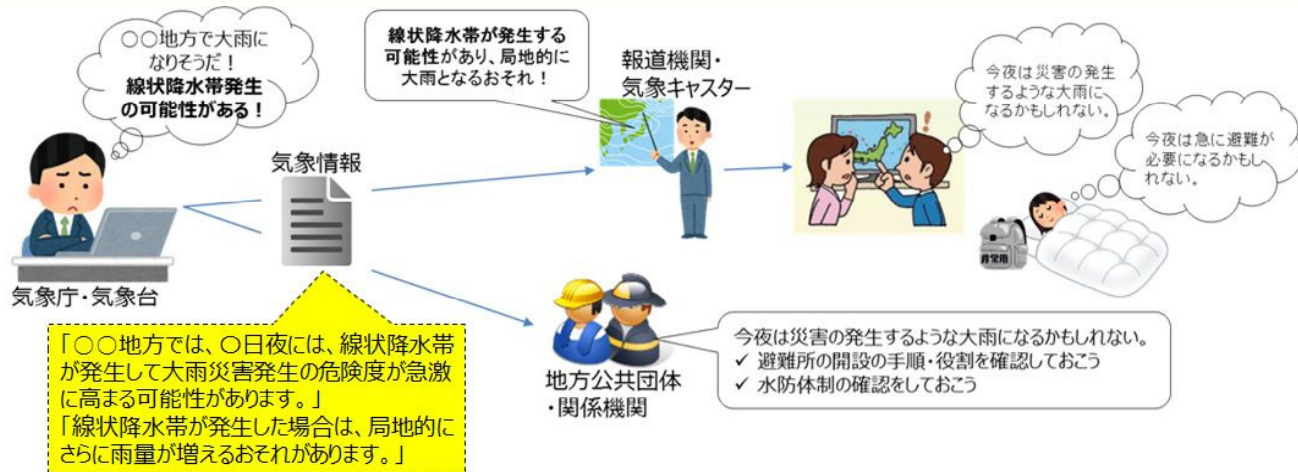 〇〇地方で大雨に
なりそうだ！
線状降水帯発生
の可能性がある！
気象庁・気象台
気象情報
「〇〇地方では、〇日夜には、線状降水帯
が発生して大雨災害発生の危険度が急激
に高まる可能性があります。」
「線状降水帯が発生した場合は、局地的に
さらに雨量が増えるおそれがあります。」
線状降水帯が発生する
可能性があり、局地的に
大雨となるおそれ！
報道機関・
気象キャスター
今夜は災害の発生
するような大雨に
なるかもしれない。
今夜は急に避難が
必要になるかもし
れない。
非常用
地方公共団体
・関係機関
今夜は災害の発生するような大雨になるかもしれない。
✓ 避難所の開設の手順・役割を確認しておこう
✓ 水防体制の確認をしておこう